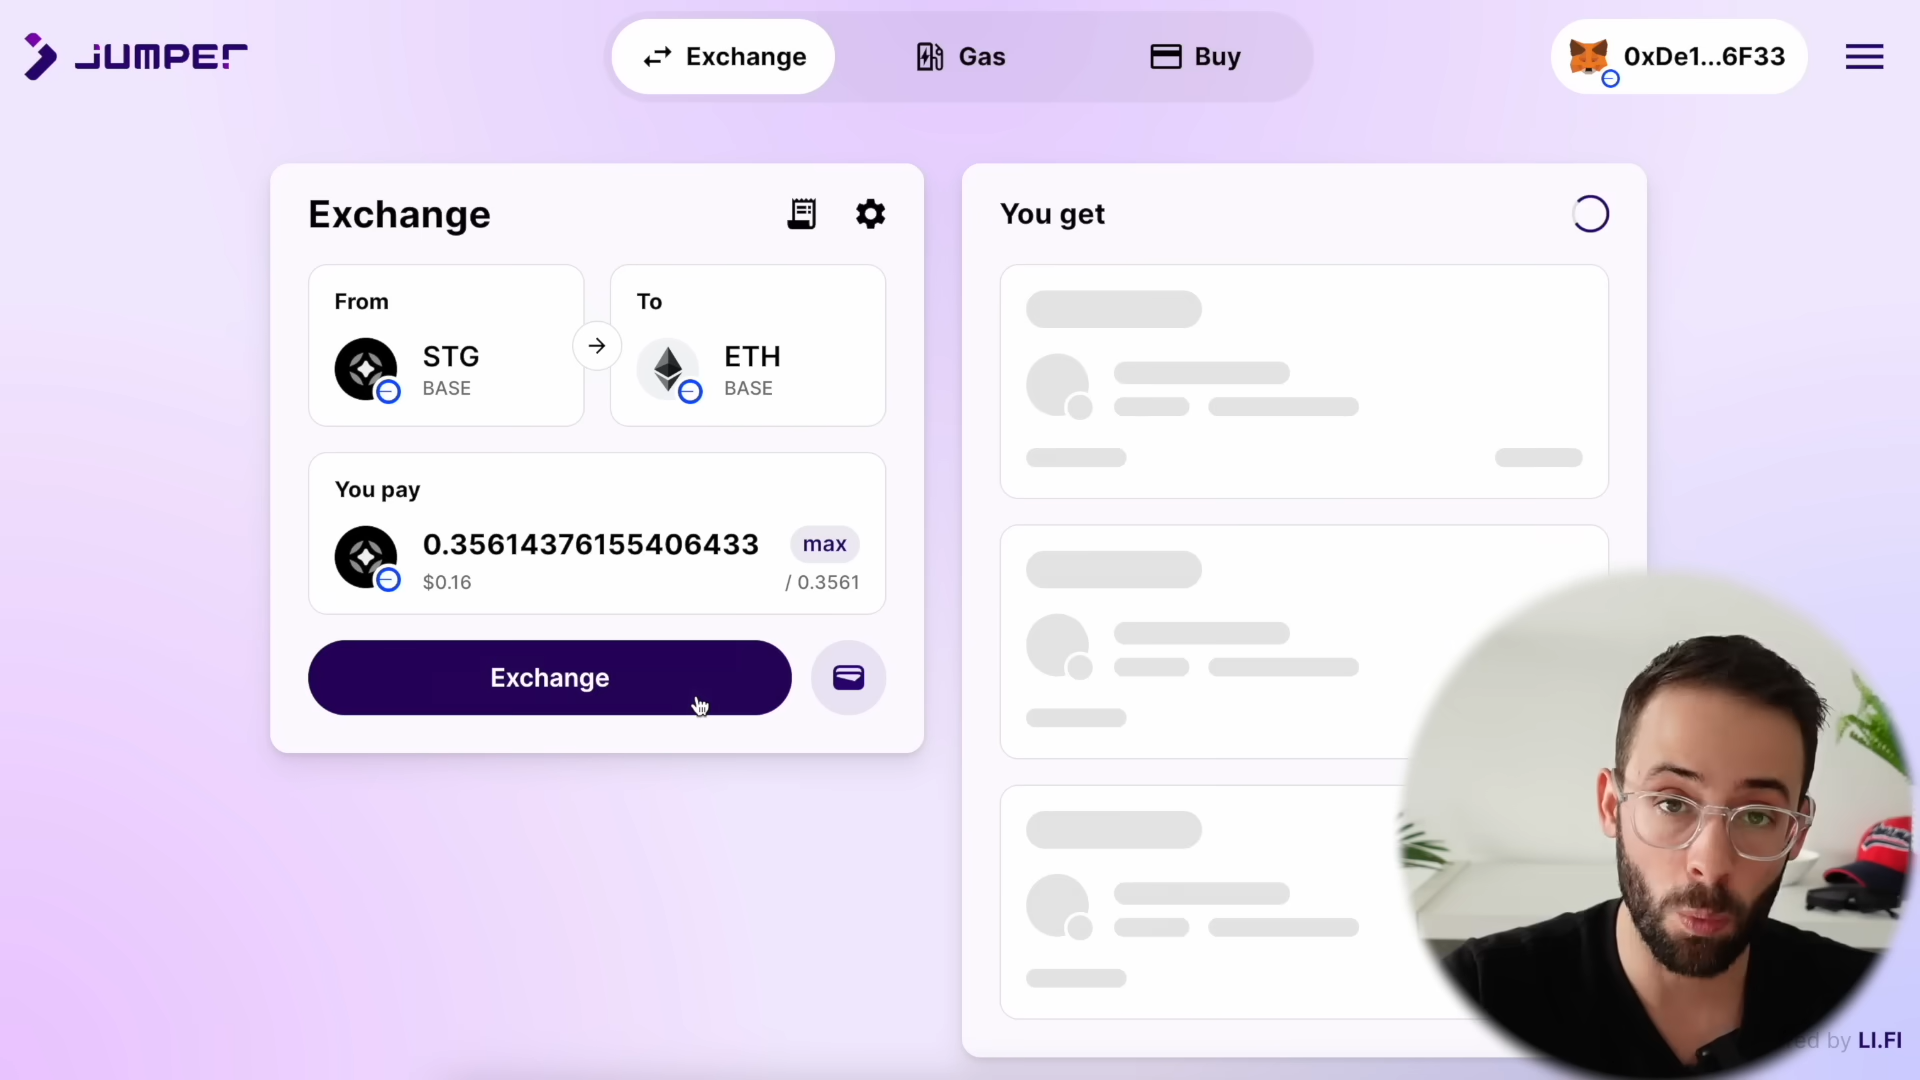 JUMPER
Exchange
Gas
Buy
0xDe1...6F33
Exchange
From
STG
BASE
To
ETH
BASE
You pay
0.35614376155406433
max
$0.16
/ 0.3561
Exchange
You get
by LI.FI